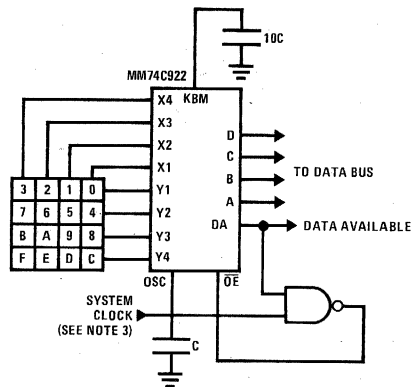 10C
MM74C922
KBM
X4
X3
X2
X1
Y1
Y2
Y3
Y4
D
C
B
A
DA
TO DATA BUS
DATA AVAILABLE
3 2 1 0
7 6 5 4
B A 9 8
F E D C
OSC
OE
SYSTEM
CLOCK
(SEE NOTE 3)
C